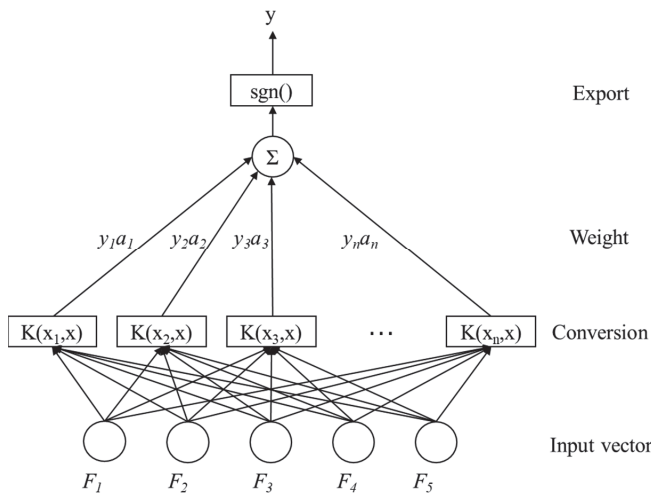 y
sgn() Export
Σ
y₁a₁ y₂a₂ y₃a₃ yₙaₙ Weight
K(x₁,x) K(x₂,x) K(x₃,x) ··· K(xₙ,x) Conversion
Input vector
F₁ F₂ F₃ F₄ F₅